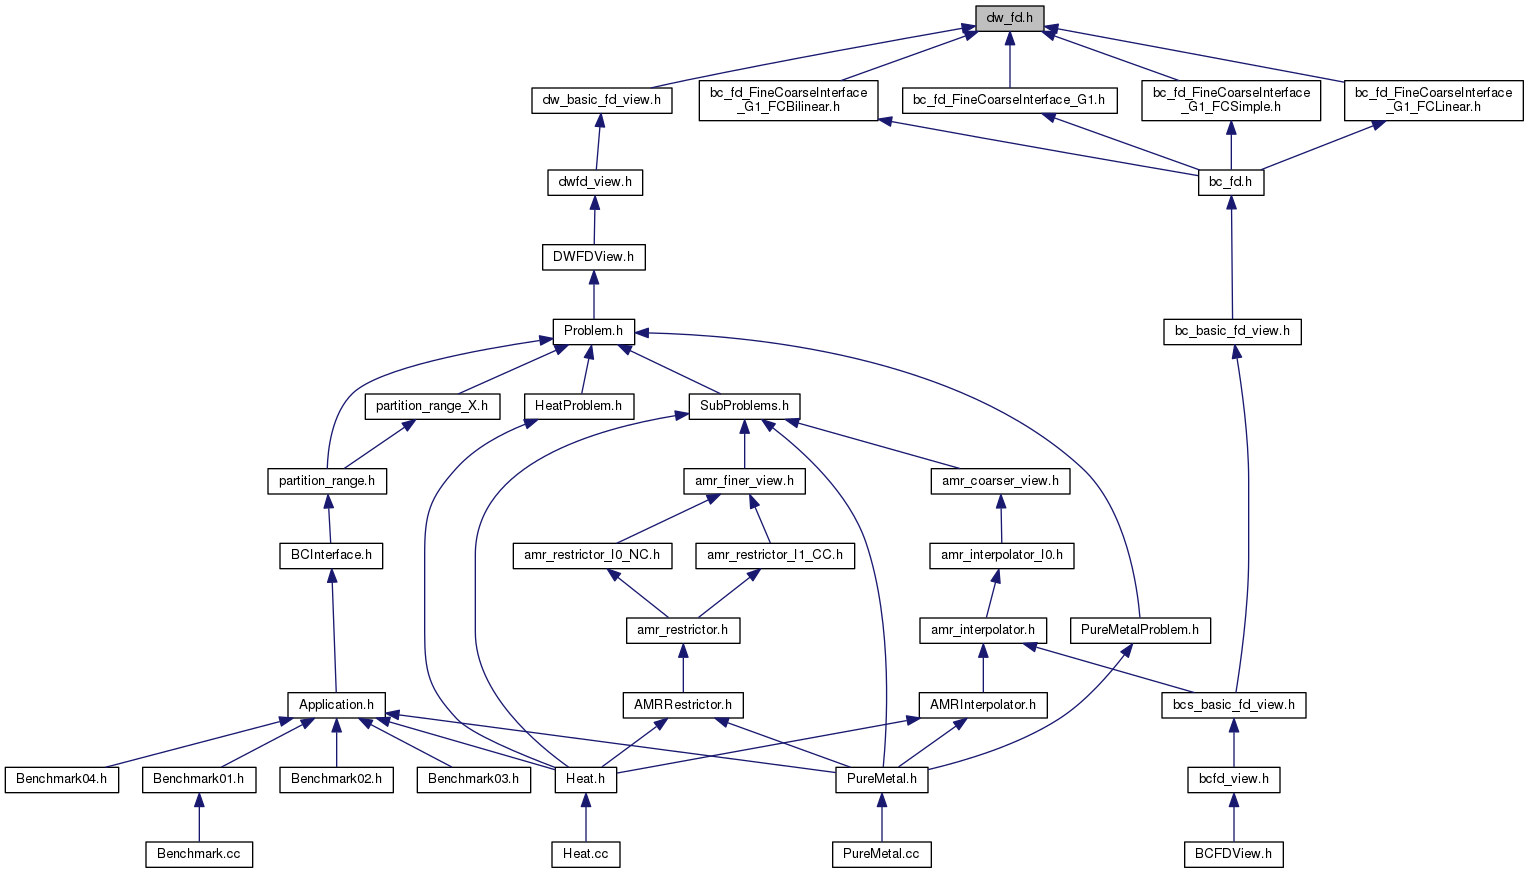 dw_fd.h
dw_basic_fd_view.h
bc_fd_FineCoarseInterface
_G1_FCBilinear.h
bc_fd_FineCoarseInterface_G1.h
bc_fd_FineCoarseInterface
_G1_FCSimple.h
bc_fd_FineCoarseInterface
_G1_FCLinear.h
dwfd_view.h
bc_fd.h
DWFDView.h
Problem.h
bc_basic_fd_view.h
partition_range_X.h
HeatProblem.h
SubProblems.h
partition_range.h
amr_finer_view.h
amr_coarser_view.h
BCInterface.h
amr_restrictor_l0_NC.h
amr_restrictor_l1_CC.h
amr_interpolator_l0.h
amr_restrictor.h
amr_interpolator.h
PureMetalProblem.h
Application.h
AMRRestrictor.h
AMRInterpolator.h
bcs_basic_fd_view.h
Benchmark04.h
Benchmark01.h
Benchmark02.h
Benchmark03.h
Heat.h
PureMetal.h
bcfd_view.h
Benchmark.cc
Heat.cc
PureMetal.cc
BCFDView.h